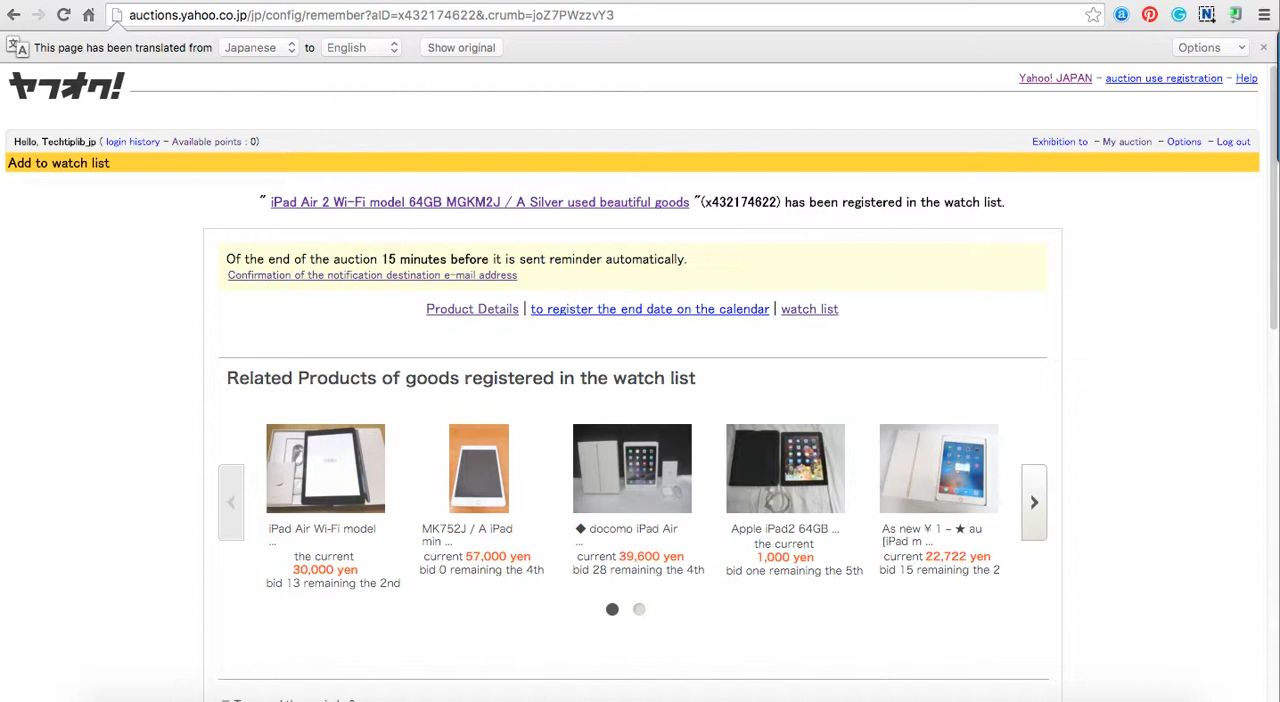 auctions.yahoo.co.jp/jp/config/remember?aID=x432174622&.crumb=joZ7PWzzvY3
This page has been translated from Japanese to English Show original Options
ヤフオク!
Yahoo! JAPAN - auction use registration - Help
Hello, Techtiplib_jp ( login history - Available points : 0)
Exhibition to - My auction - Options - Log out
Add to watch list
" iPad Air 2 Wi-Fi model 64GB MGKM2J / A Silver used beautiful goods "(x432174622) has been registered in the watch list.
Of the end of the auction 15 minutes before it is sent reminder automatically.
Confirmation of the notification destination e-mail address
Product Details | to register the end date on the calendar | watch list
Related Products of goods registered in the watch list
iPad Air Wi-Fi model
...
the current
30,000 yen
bid 13 remaining the 2nd
MK752J / A iPad
min ...
current 57,000 yen
bid 0 remaining the 4th
◆ docomo iPad Air
...
current 39,600 yen
bid 28 remaining the 4th
Apple iPad2 64GB ...
the current
1,000 yen
bid one remaining the 5th
As new ¥ 1 ~ ★ au
[iPad m ...
current 22,722 yen
bid 15 remaining the 2